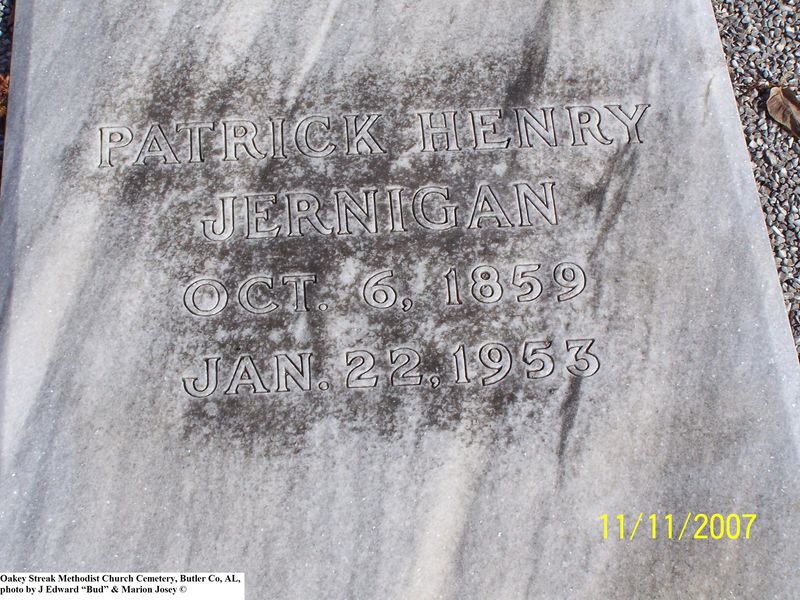 PATRICK HENRY
JERNIGAN
OCT. 6, 1859
JAN. 22, 1953
11/11/2007
Oakey Streak Methodist Church Cemetery, Butler Co, AL,
photo by J Edward “Bud” & Marion Josey ©